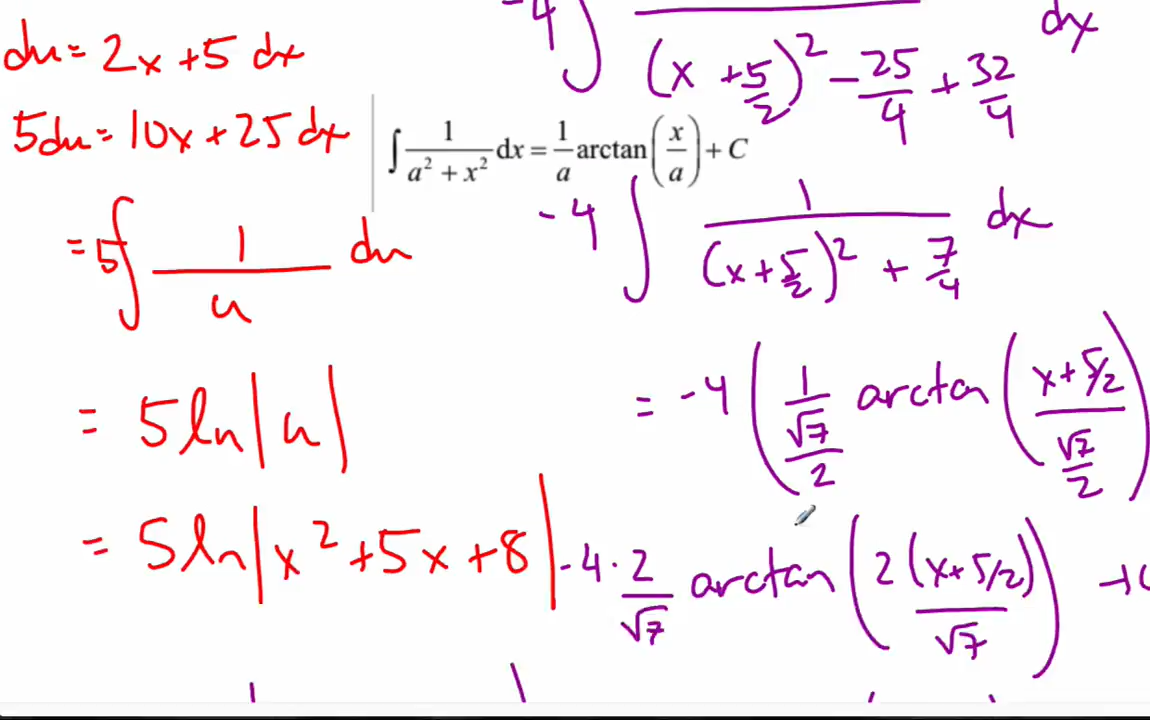 du = 2x + 5 dx
5du = 10x + 25 dx
= 5∫ 1/u du
= 5 ln|u|
= 5 ln|x² + 5x + 8| - 4 · 2/√7 arctan(2(x + 5/2)/√7)
-4∫ dx
(x + 5/2)² - 25/4 + 32/4
∫ 1/(a² + x²) dx = 1/a arctan(x/a) + C
-4∫ 1/((x + 5/2)² + 7/4) dx
= -4(1/(√7/2) arctan((x + 5/2)/(√7/2))